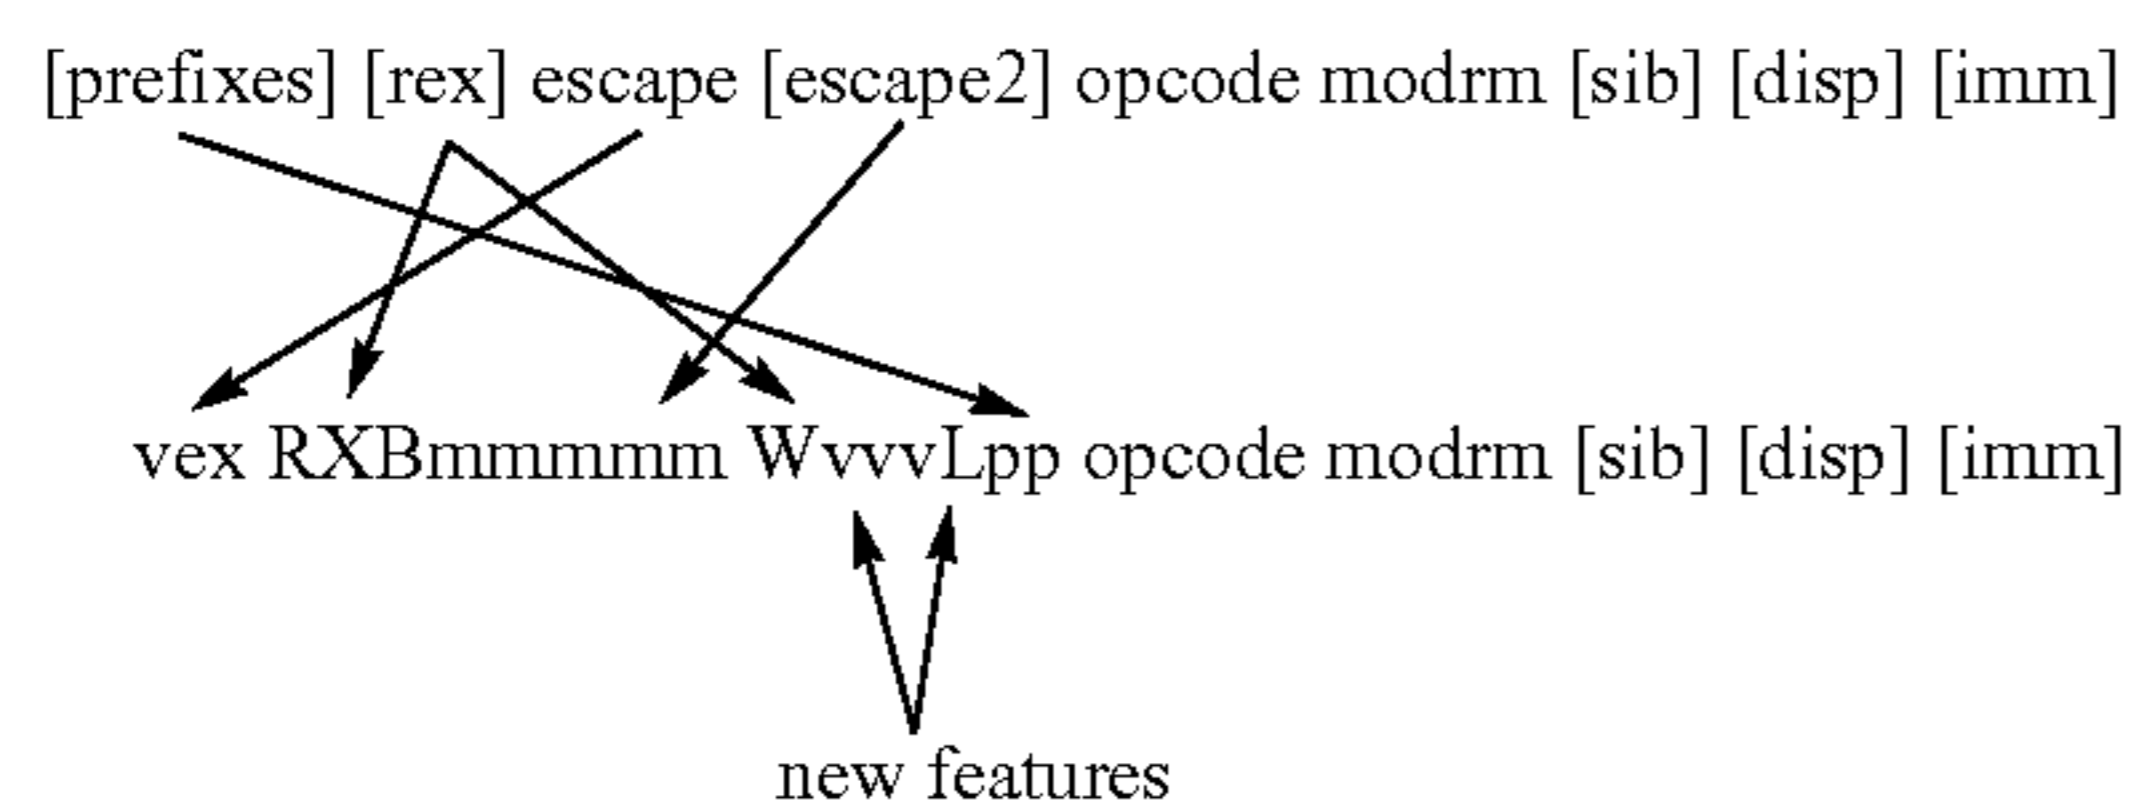 [prefixes] [rex] escape [escape2] opcode modrm [sib] [disp] [imm]
vex RXBmmmmm WvvvLpp opcode modrm [sib] [disp] [imm]
new features